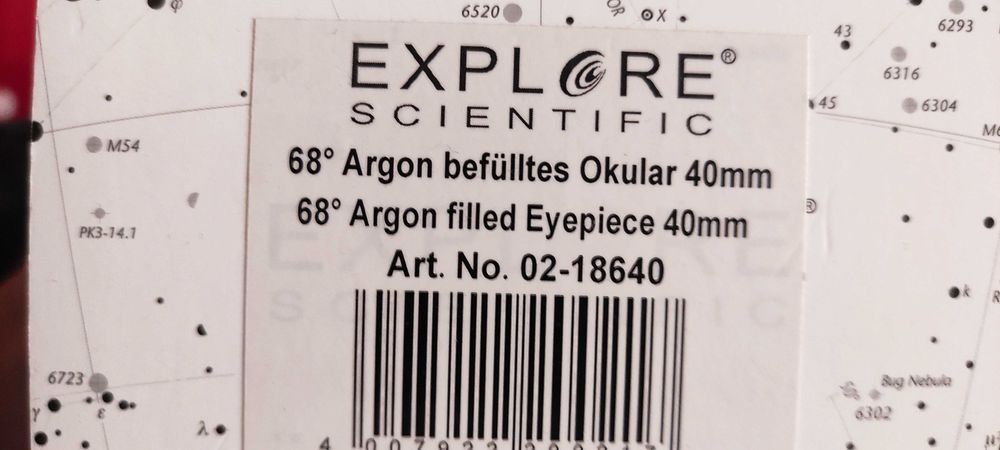 φ
6520
X
43
6293
6316
45
6304
EXPLORE®
SCIENTIFIC
68° Argon befülltes Okular 40mm
68° Argon filled Eyepiece 40mm
Art. No. 02-18640
M54
PK3-14.1
®
k
6723
γ
ε
λ
Bug Nebula
6302
μ